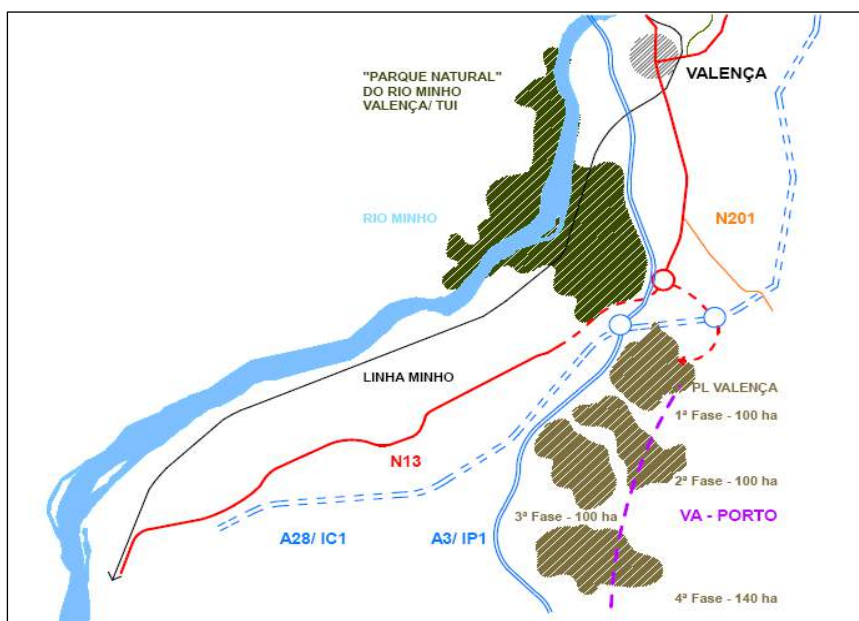 "PARQUE NATURAL"
DO RIO MINHO
VALENÇA/ TUI
VALENÇA
RIO MINHO
N201
LINHA MINHO
PL VALENÇA
1ª Fase - 100 ha
N13
2ª Fase - 100 ha
3ª Fase - 100 ha
VA - PORTO
A28/ IC1
A3/ IP1
4ª Fase - 140 ha